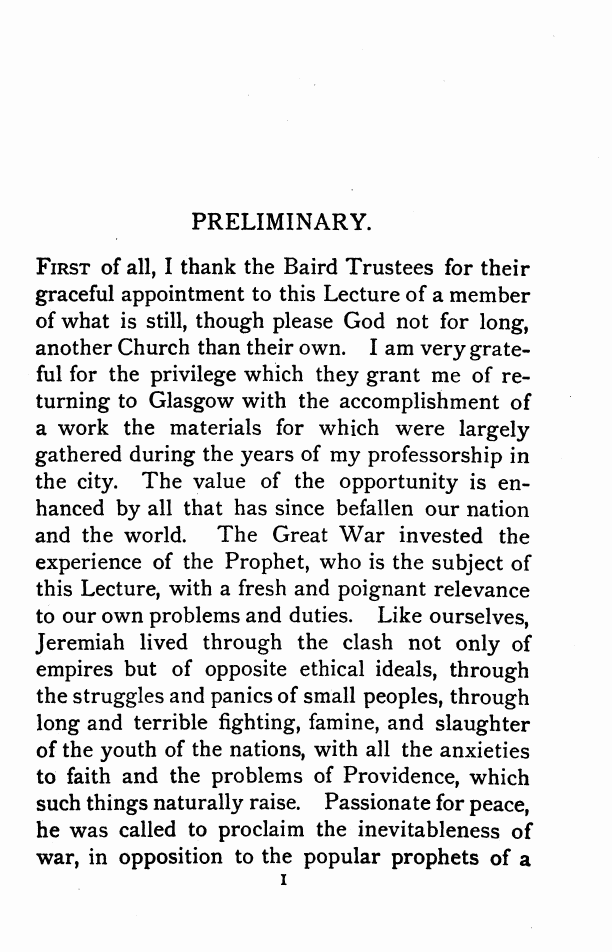 PRELIMINARY.
FIRST of all, I thank the Baird Trustees for their
graceful appointment to this Lecture of a member
of what is still, though please God not for long,
another Church than their own. I am very grate-
ful for the privilege which they grant me of re-
turning to Glasgow with the accomplishment of
a work the materials for which were largely
gathered during the years of my professorship in
the city. The value of the opportunity is en-
hanced by all that has since befallen our nation
and the world. The Great War invested the
experience of the Prophet, who is the subject of
this Lecture, with a fresh and poignant relevance
to our own problems and duties. Like ourselves,
Jeremiah lived through the clash not only of
empires but of opposite ethical ideals, through
the struggles and panics of small peoples, through
long and terrible fighting, famine, and slaughter
of the youth of the nations, with all the anxieties
to faith and the problems of Providence, which
such things naturally raise. Passionate for peace,
he was called to proclaim the inevitableness of
war, in opposition to the popular prophets of a
I